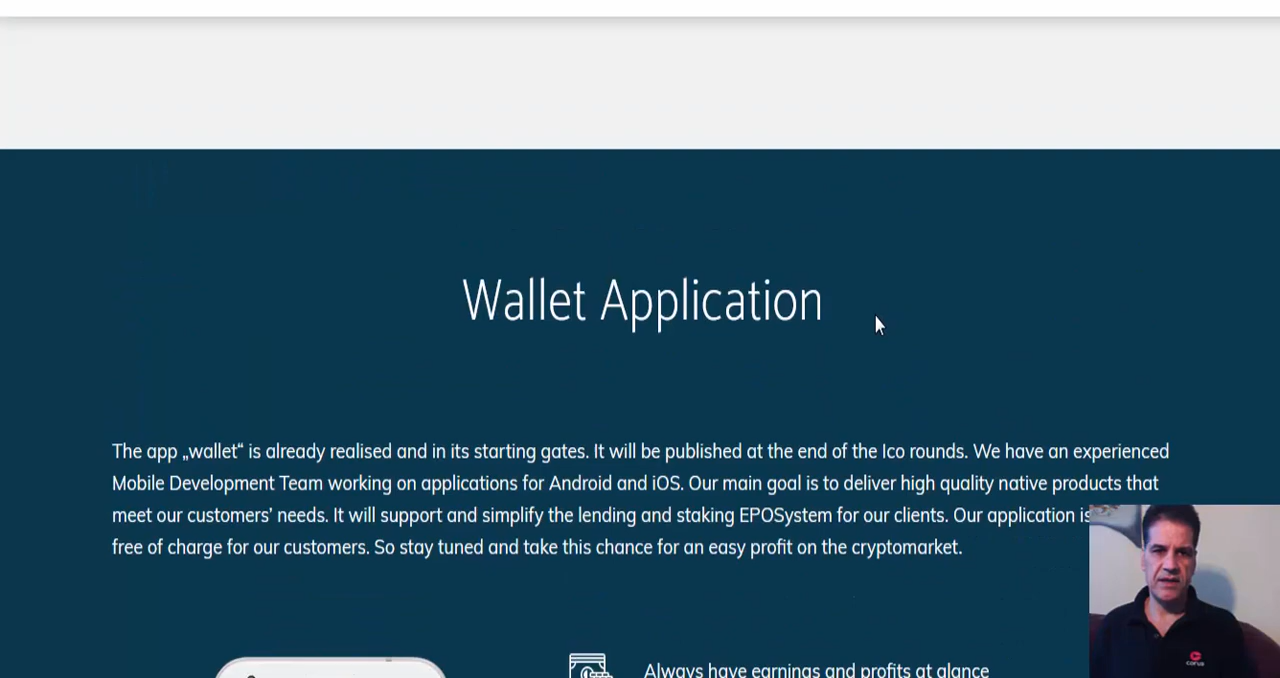 Wallet Application
The app „wallet“ is already realised and in its starting gates. It will be published at the end of the Ico rounds. We have an experienced
Mobile Development Team working on applications for Android and iOS. Our main goal is to deliver high quality native products that
meet our customers’ needs. It will support and simplify the lending and staking EPOSystem for our clients. Our application is
free of charge for our customers. So stay tuned and take this chance for an easy profit on the cryptomarket.
Always have earnings and profits at glance